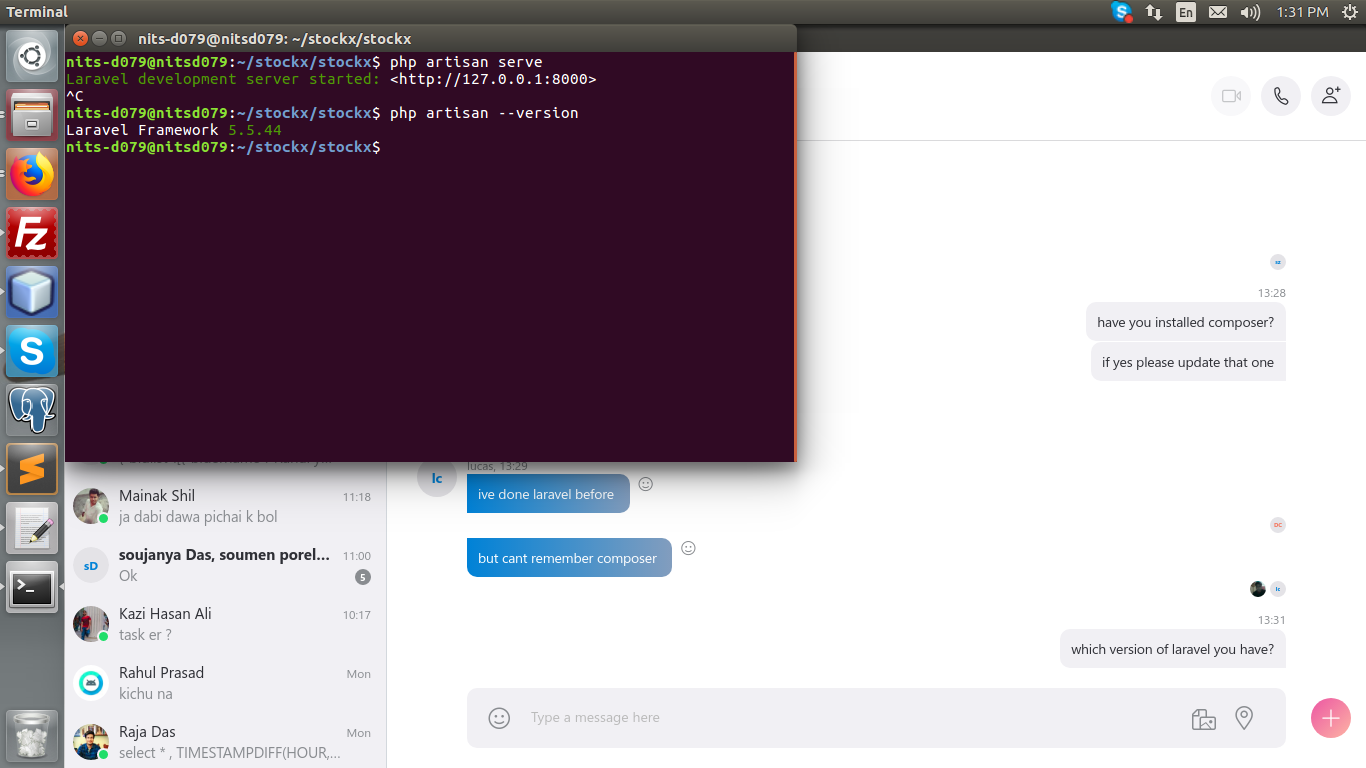 Terminal
En
1:31 PM
nits-d079@nitsd079: ~/stockx/stockx
nits-d079@nitsd079:~/stockx/stockx$ php artisan serve
Laravel development server started: <http://127.0.0.1:8000>
^C
nits-d079@nitsd079:~/stockx/stockx$ php artisan --version
Laravel Framework 5.5.44
nits-d079@nitsd079:~/stockx/stockx$
Mainak Shil
11:18
ja dabi dawa pichai k bol
sD
soujanya Das, soumen porel...
11:00
Ok
5
Kazi Hasan Ali
10:17
task er ?
Rahul Prasad
Mon
kichu na
Raja Das
Mon
select * , TIMESTAMPDIFF(HOUR,...
13:28
have you installed composer?
if yes please update that one
lc
lucas, 13:29
ive done laravel before
DC
but cant remember composer
lc
13:31
which version of laravel you have?
Type a message here